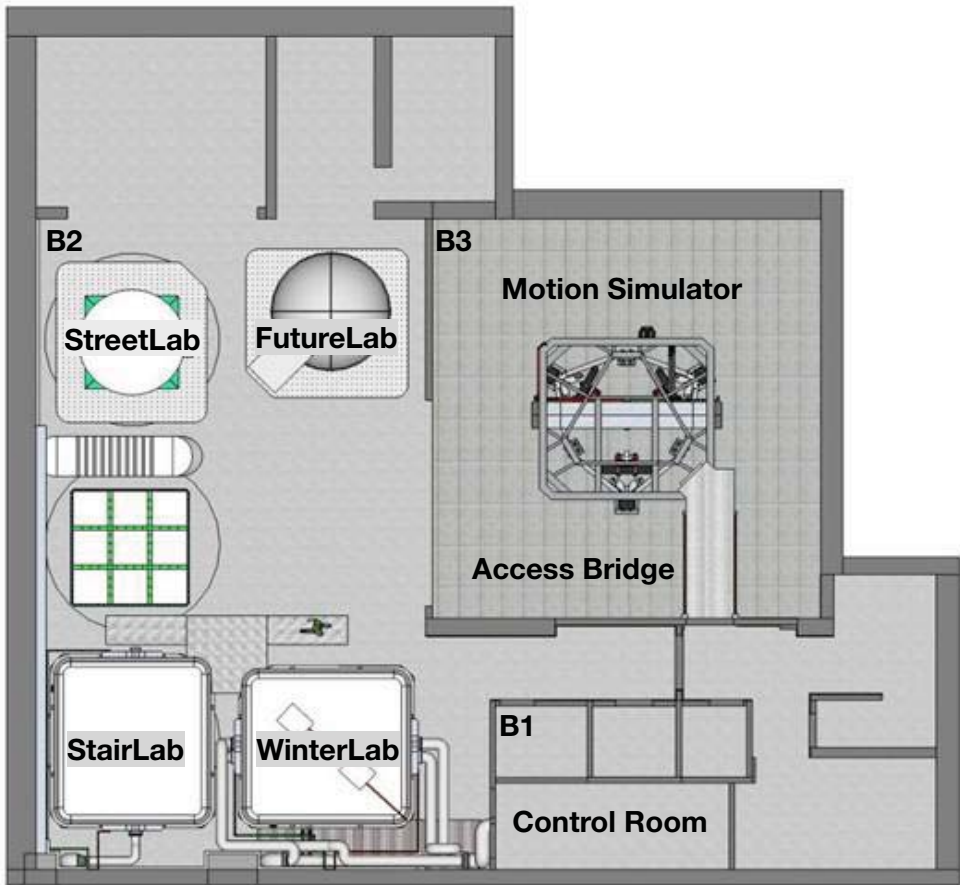 B2
B3
Motion Simulator
StreetLab
FutureLab
Access Bridge
B1
StairLab
WinterLab
Control Room